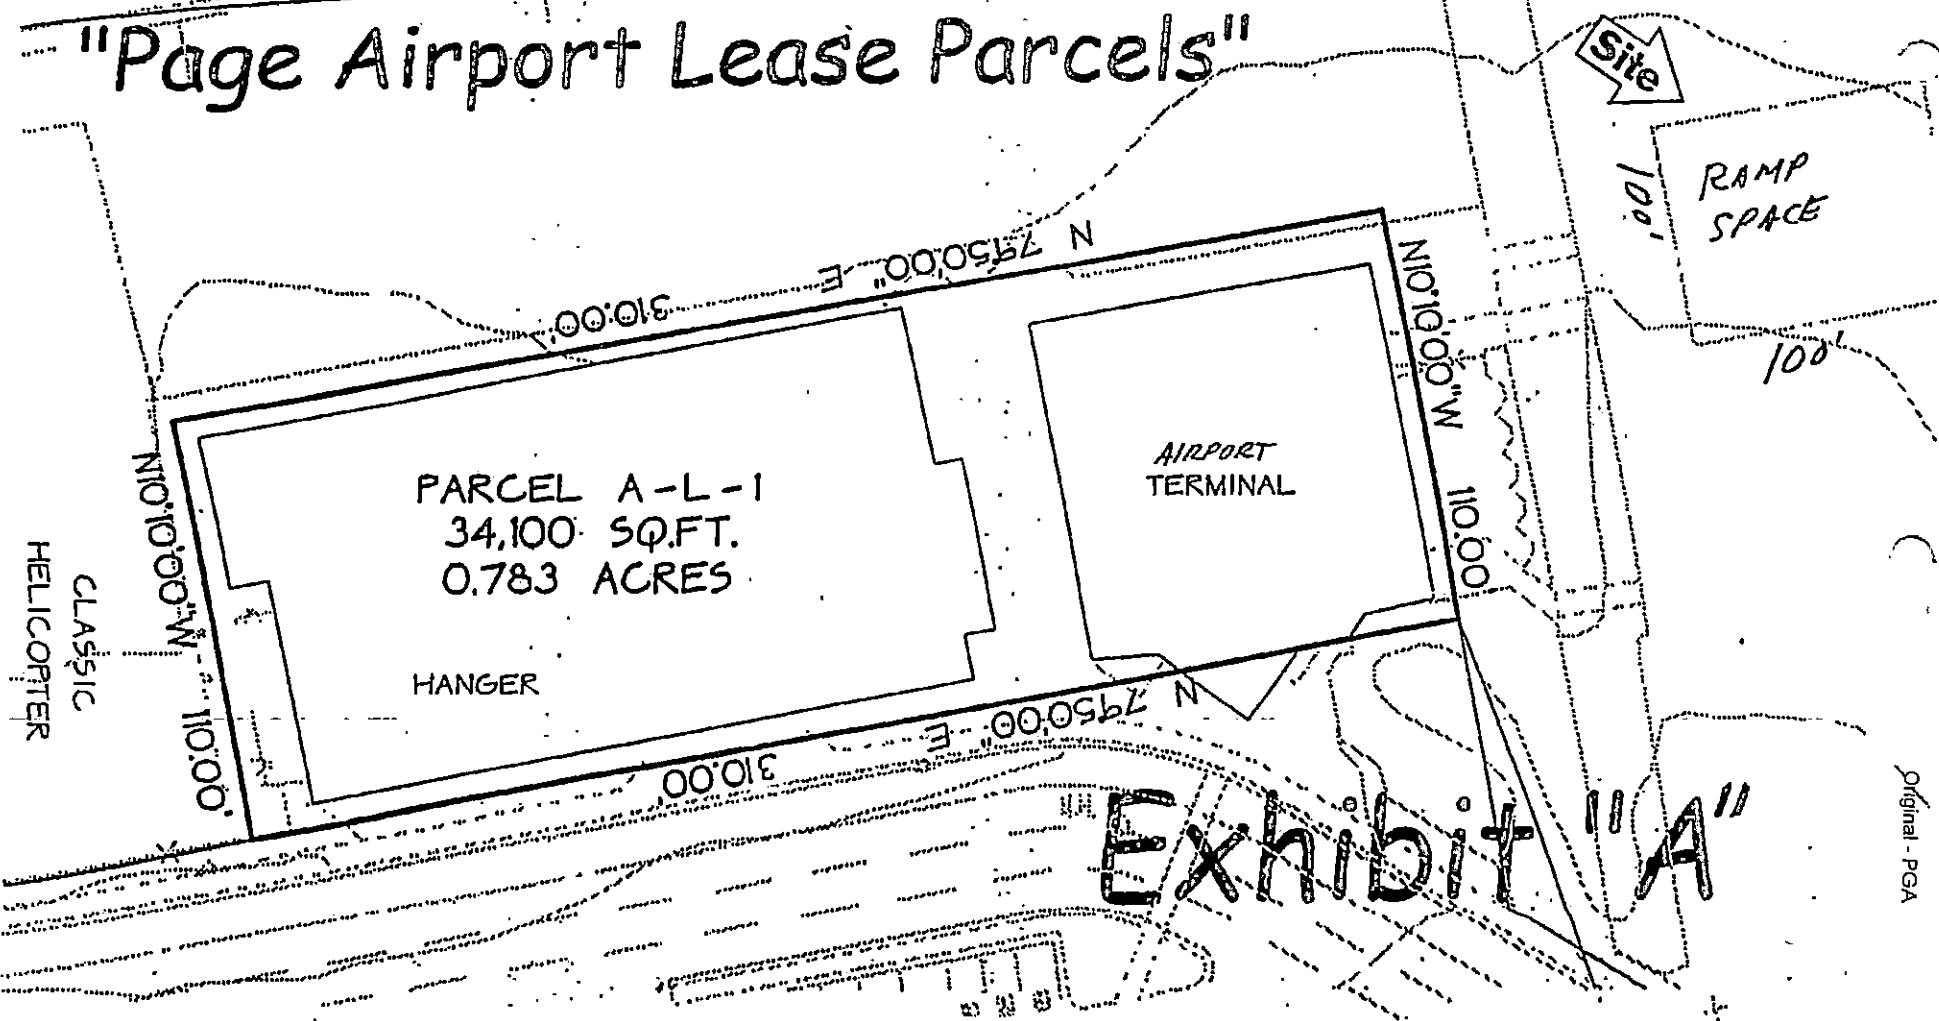 "Page Airport Lease Parcels"
Site
RAMP
SPACE
100'
100'
N 79°50'00" E
310.00'
N10°10'00"W
110.00'
N10°10'00"W
110.00'
PARCEL A-L-1
34,100 SQ.FT.
0.783 ACRES
HANGER
AIRPORT
TERMINAL
CLASSIC
HELICOPTER
N 79°50'00" E
310.00'
Exhibit "A"
Original - PGA